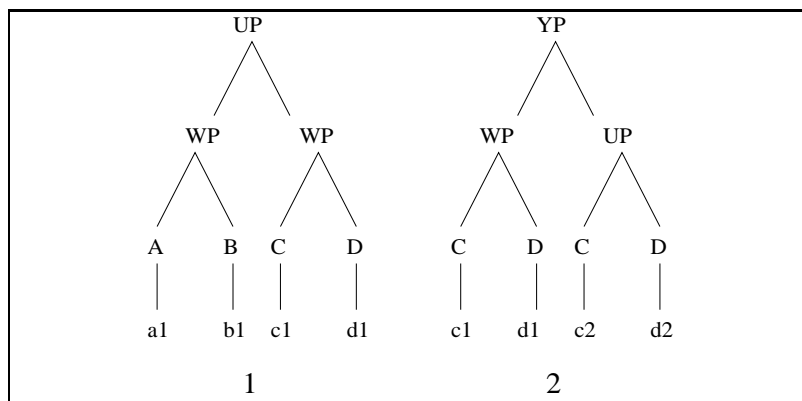 UP YP
WP WP WP UP
A B C D C D C D
a1 b1 c1 d1 c1 d1 c2 d2
1 2